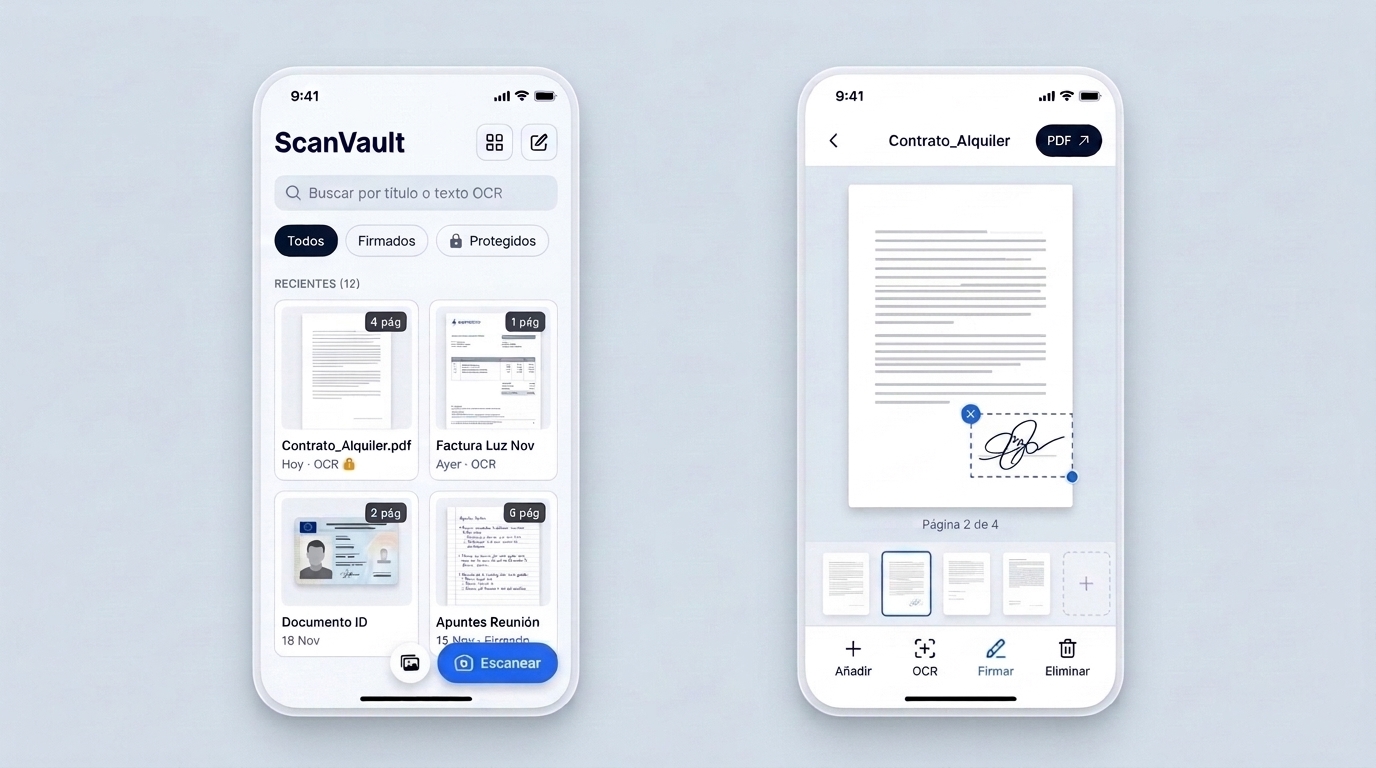 9:41
ScanVault
Buscar por título o texto OCR
Todos
Firmados
Protegidos
RECIENTES (12)
4 pág
Contrato_Alquiler.pdf
Hoy · OCR
1 pág
Factura Luz Nov
Ayer · OCR
2 pág
Documento ID
18 Nov
6 pág
Apuntes Reunión
15 Nov · Firmado
Escanear
9:41
Contrato_Alquiler
PDF
Página 2 de 4
Añadir
OCR
Firmar
Eliminar